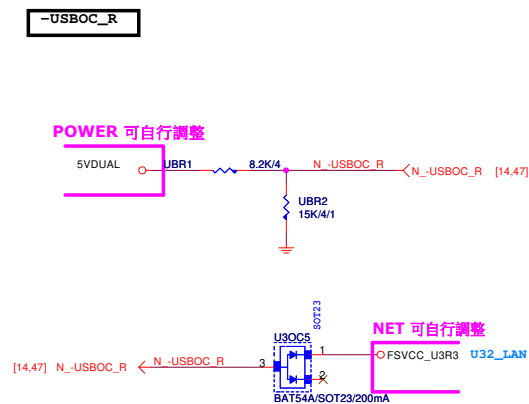 -USBOC_R
POWER 可自行調整
5VDUAL UBR1 8.2K/4 N_-USBOC_R N_-USBOC_R [14,47]
UBR2
15K/4/1
SOT23
NET 可自行調整
U3OC5
1 FSVCC_U3R3 U32_LAN
[14,47] N_-USBOC_R N_-USBOC_R 3
2
BAT54A/SOT23/200mA